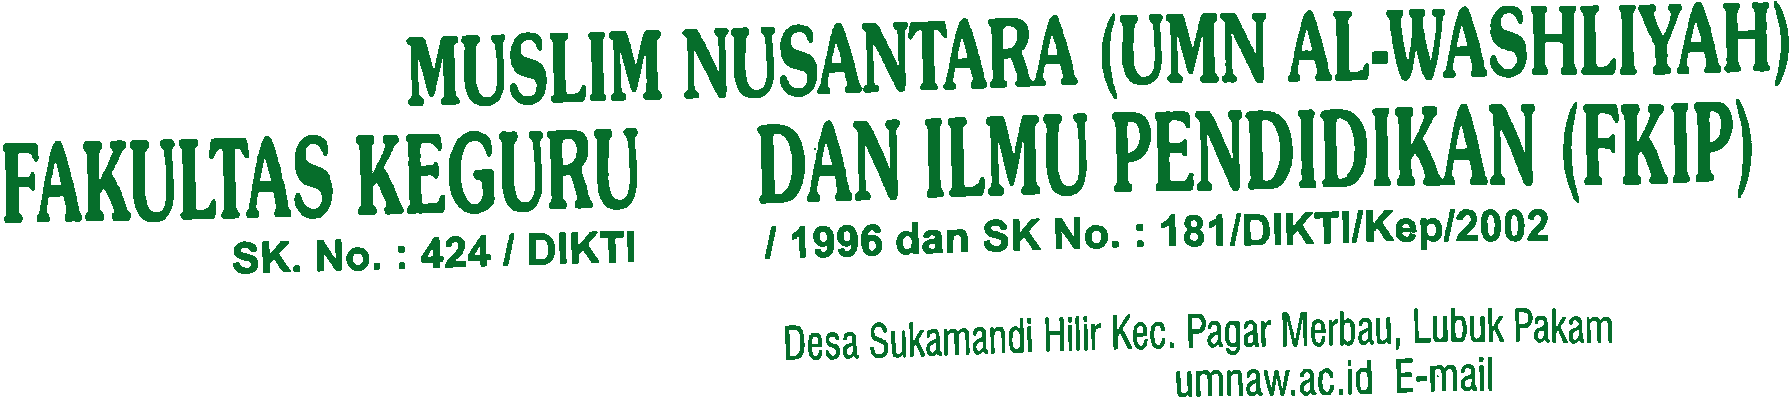 MUSLIM NUSANTARA (UMN AL-WASHLIYAH)
FAKULTAS KEGURU DAN ILMU PENDIDIKAN (FKIP)
SK. No. : 424 / DIKTI / 1996 dan SK No. : 181/DIKTI/Kep/2002
Desa Sukamandi Hilir Kec. Pagar Merbau, Lubuk Pakam
umnaw.ac.id E-mail